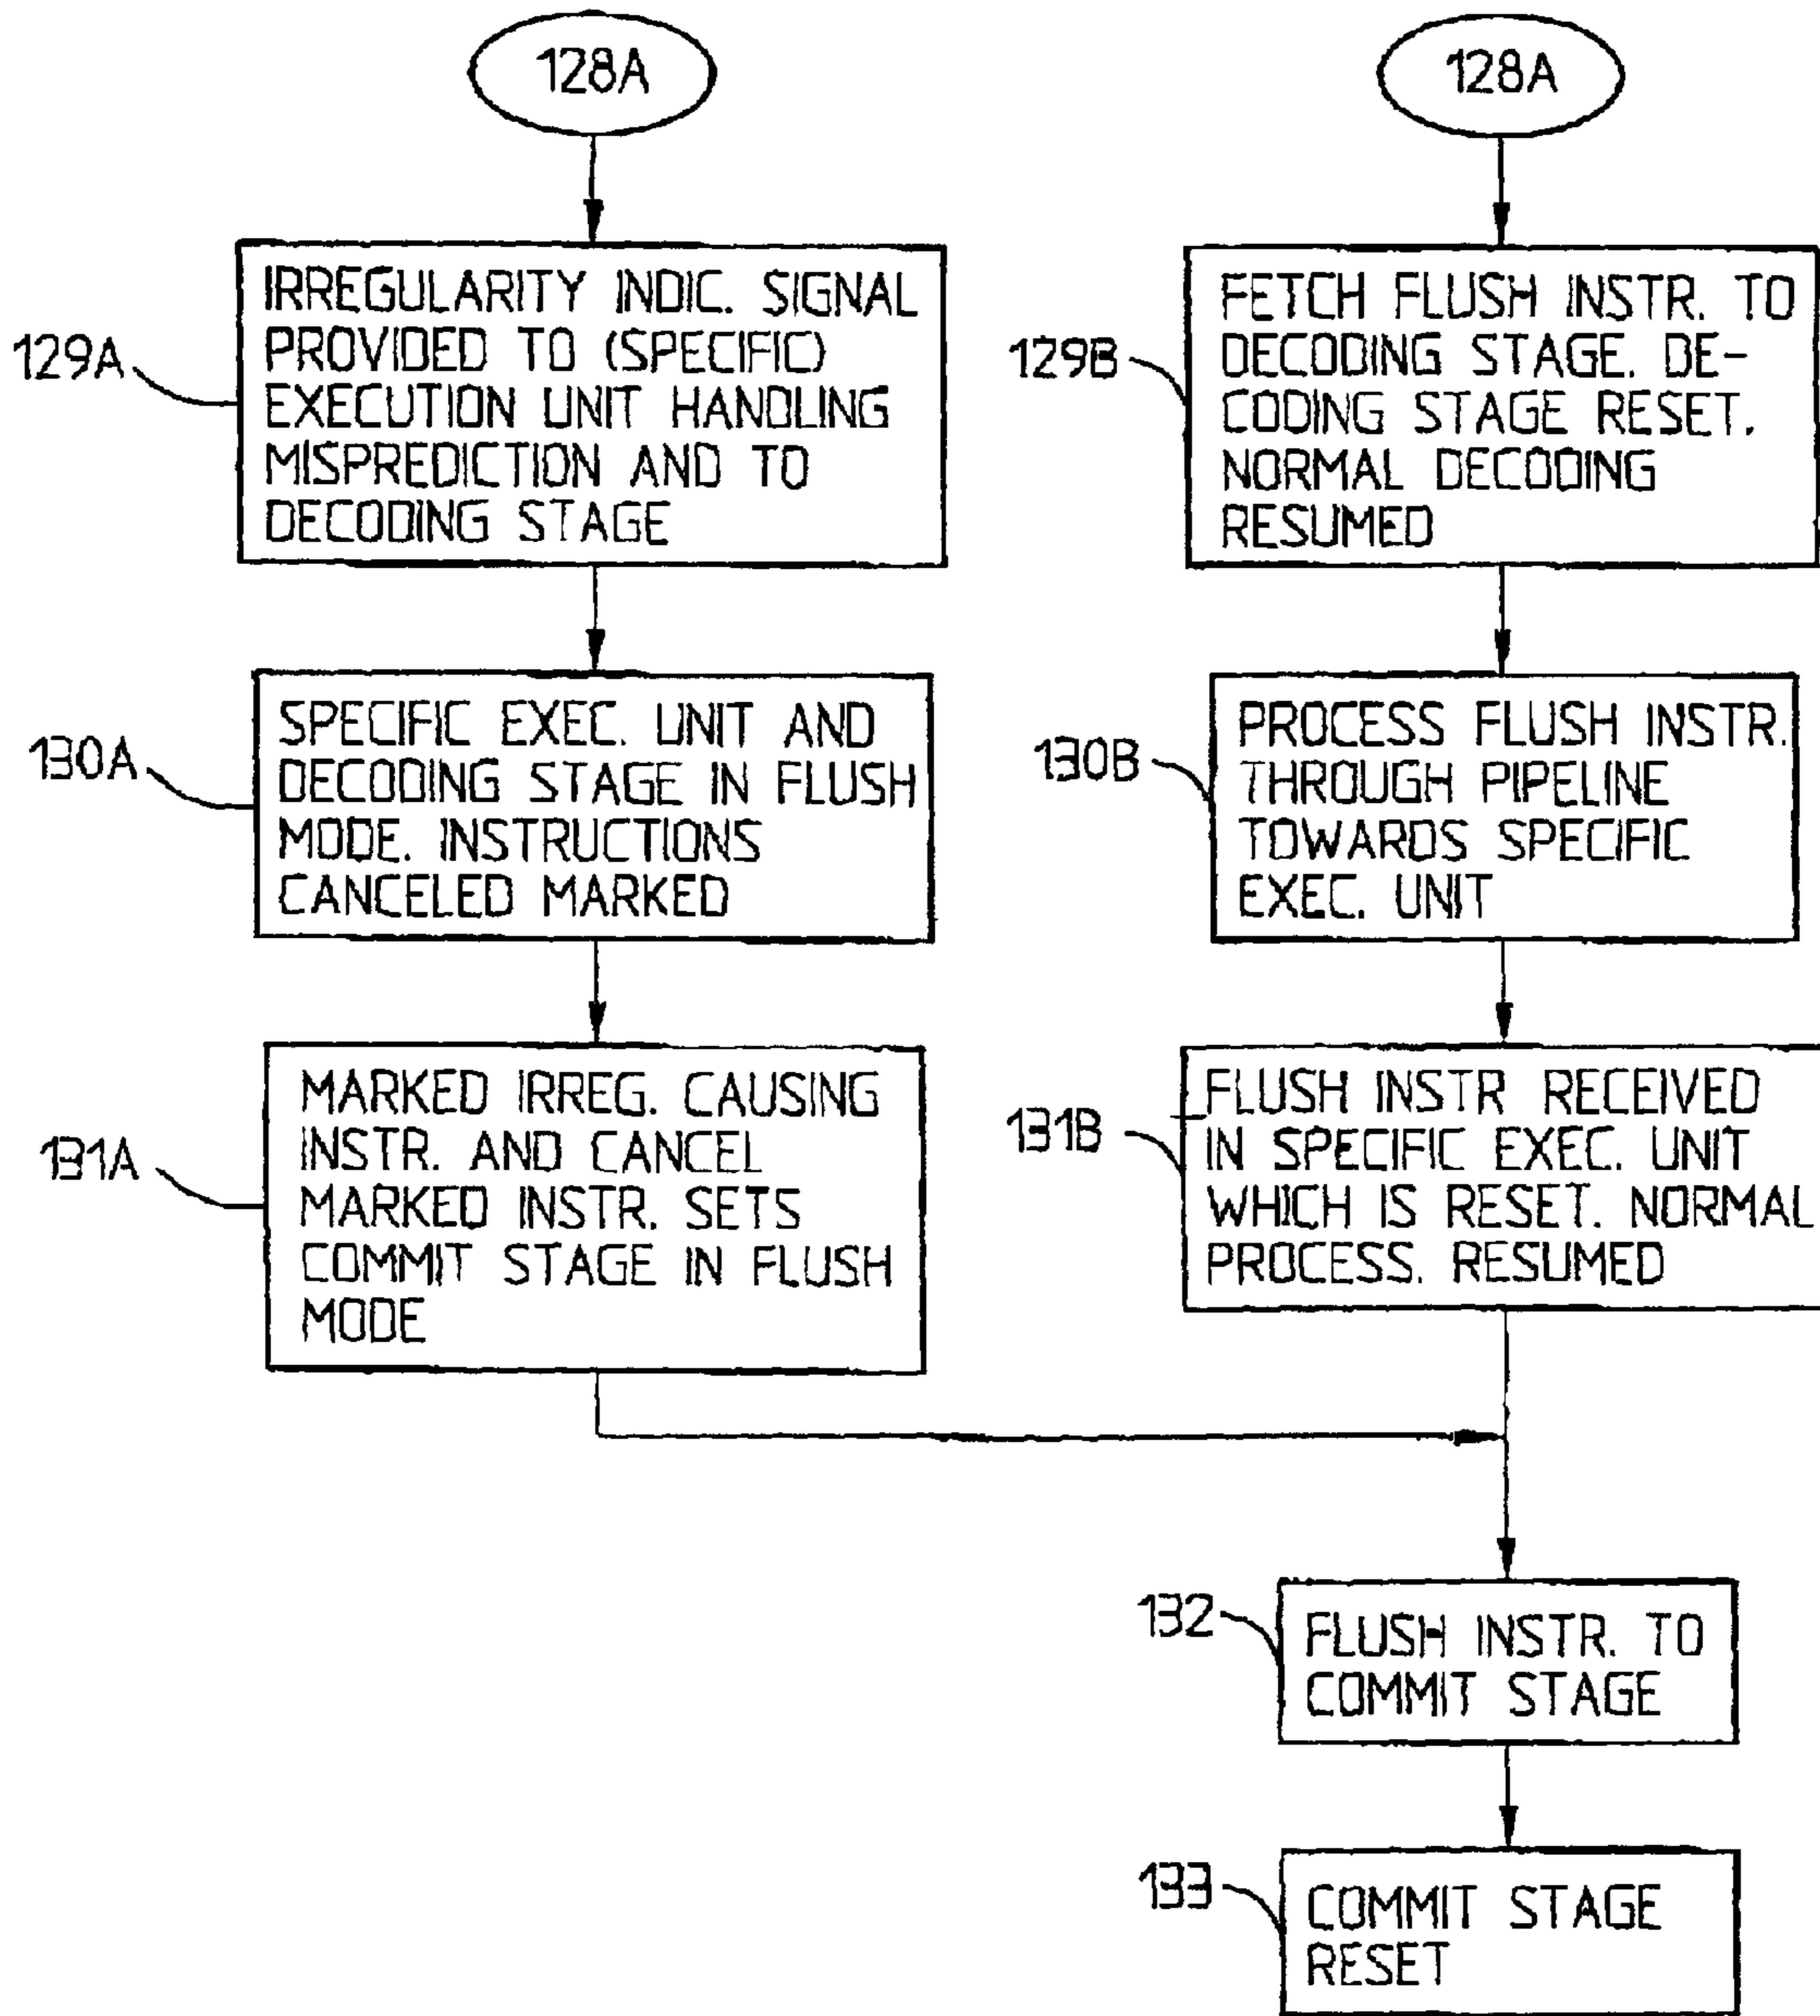 128A
129A
IRREGULARITY INDIC. SIGNAL
PROVIDED TO (SPECIFIC)
EXECUTION UNIT HANDLING
MISPREDICTION AND TO
DECODING STAGE
130A
SPECIFIC EXEC. UNIT AND
DECODING STAGE IN FLUSH
MODE. INSTRUCTIONS
CANCELED MARKED
131A
MARKED IRREG. CAUSING
INSTR. AND CANCEL
MARKED INSTR. SETS
COMMIT STAGE IN FLUSH
MODE
128A
129B
FETCH FLUSH INSTR. TO
DECODING STAGE. DE-
CODING STAGE RESET.
NORMAL DECODING
RESUMED
130B
PROCESS FLUSH INSTR.
THROUGH PIPELINE
TOWARDS SPECIFIC
EXEC. UNIT
131B
FLUSH INSTR RECEIVED
IN SPECIFIC EXEC. UNIT
WHICH IS RESET. NORMAL
PROCESS. RESUMED
132
FLUSH INSTR. TO
COMMIT STAGE
133
COMMIT STAGE
RESET